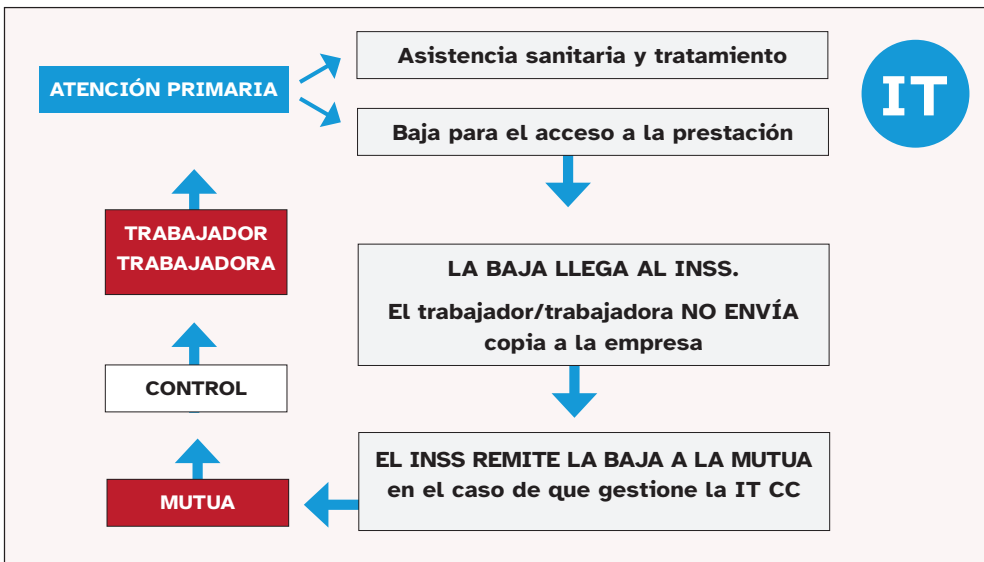 ATENCIÓN PRIMARIA
Asistencia sanitaria y tratamiento
Baja para el acceso a la prestación
IT
TRABAJADOR
TRABAJADORA
LA BAJA LLEGA AL INSS.
El trabajador/trabajadora NO ENVÍA
copia a la empresa
CONTROL
EL INSS REMITE LA BAJA A LA MUTUA
en el caso de que gestione la IT CC
MUTUA